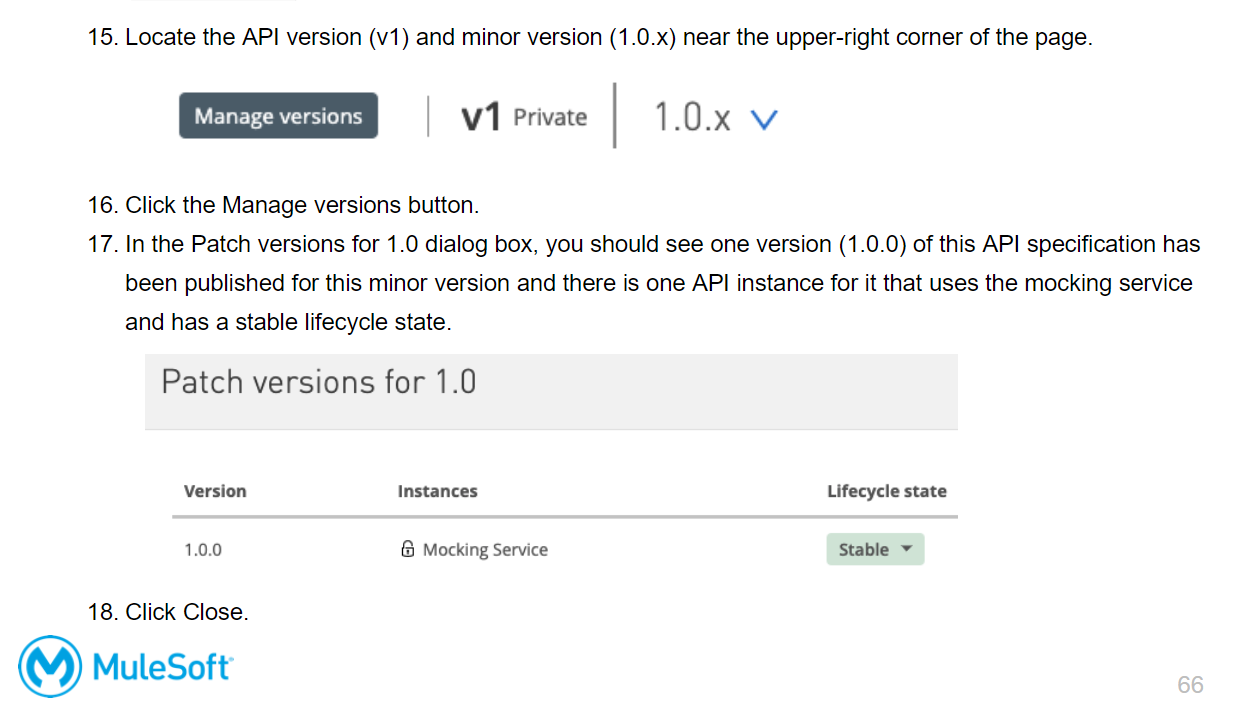 15. Locate the API version (v1) and minor version (1.0.x) near the upper-right corner of the page.
Manage versions v1 Private 1.0.x
16. Click the Manage versions button.
17. In the Patch versions for 1.0 dialog box, you should see one version (1.0.0) of this API specification has
been published for this minor version and there is one API instance for it that uses the mocking service
and has a stable lifecycle state.
Patch versions for 1.0
Version Instances Lifecycle state
1.0.0 Mocking Service Stable
18. Click Close.
MuleSoft
66